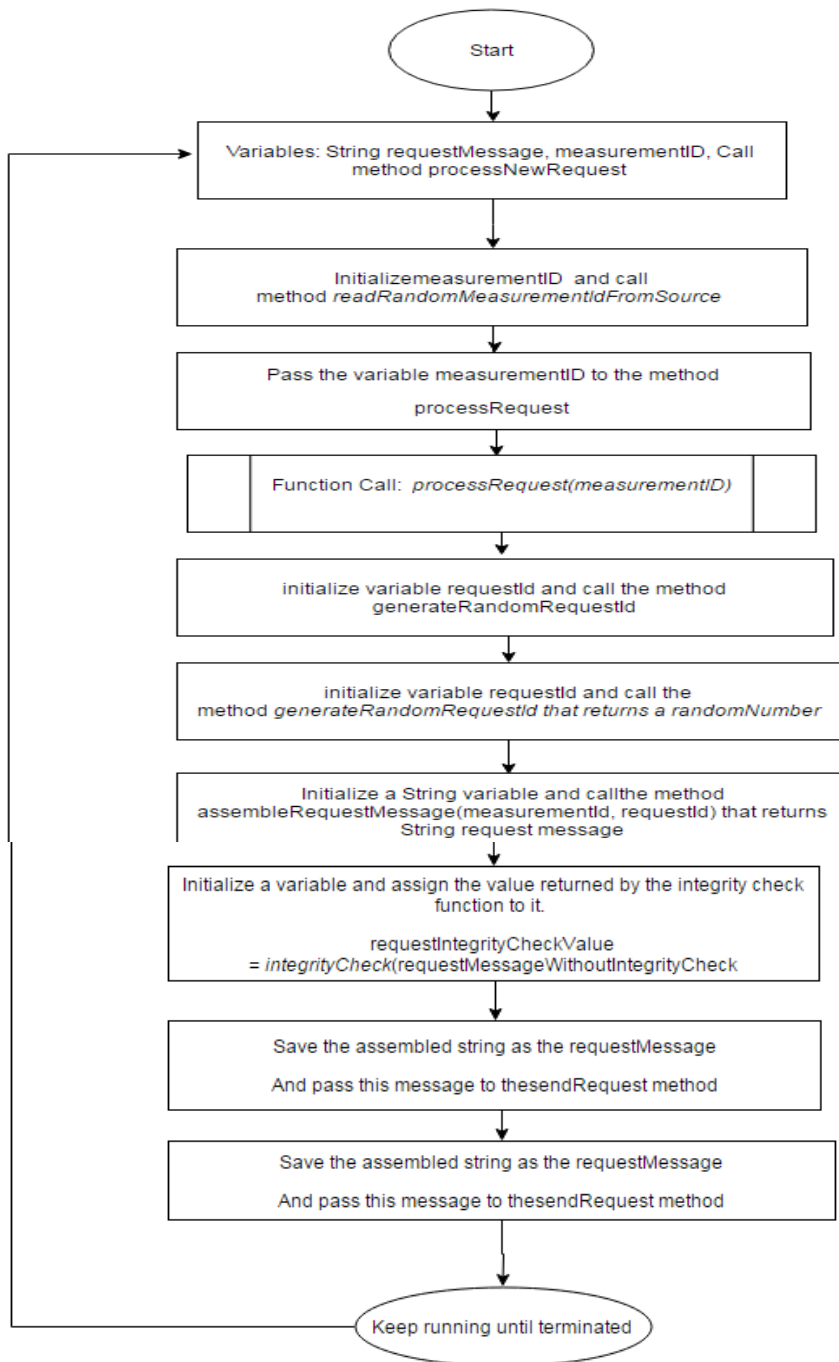 Start
Variables: String requestMessage, measurementID, Call
method processNewRequest
InitializemeasurementID and call
method readRandomMeasurementIdFromSource
Pass the variable measurementID to the method
processRequest
Function Call: processRequest(measurementID)
initialize variable requestId and call the method
generateRandomRequestId
initialize variable requestId and call the
method generateRandomRequestId that returns a randomNumber
Initialize a String variable and callthe method
assembleRequestMessage(measurementId, requestId) that returns
String request message
Initialize a variable and assign the value returned by the integrity check
function to it.
requestIntegrityCheckValue
= integrityCheck(requestMessageWithoutIntegrityCheck
Save the assembled string as the requestMessage
And pass this message to thesendRequest method
Save the assembled string as the requestMessage
And pass this message to thesendRequest method
Keep running until terminated